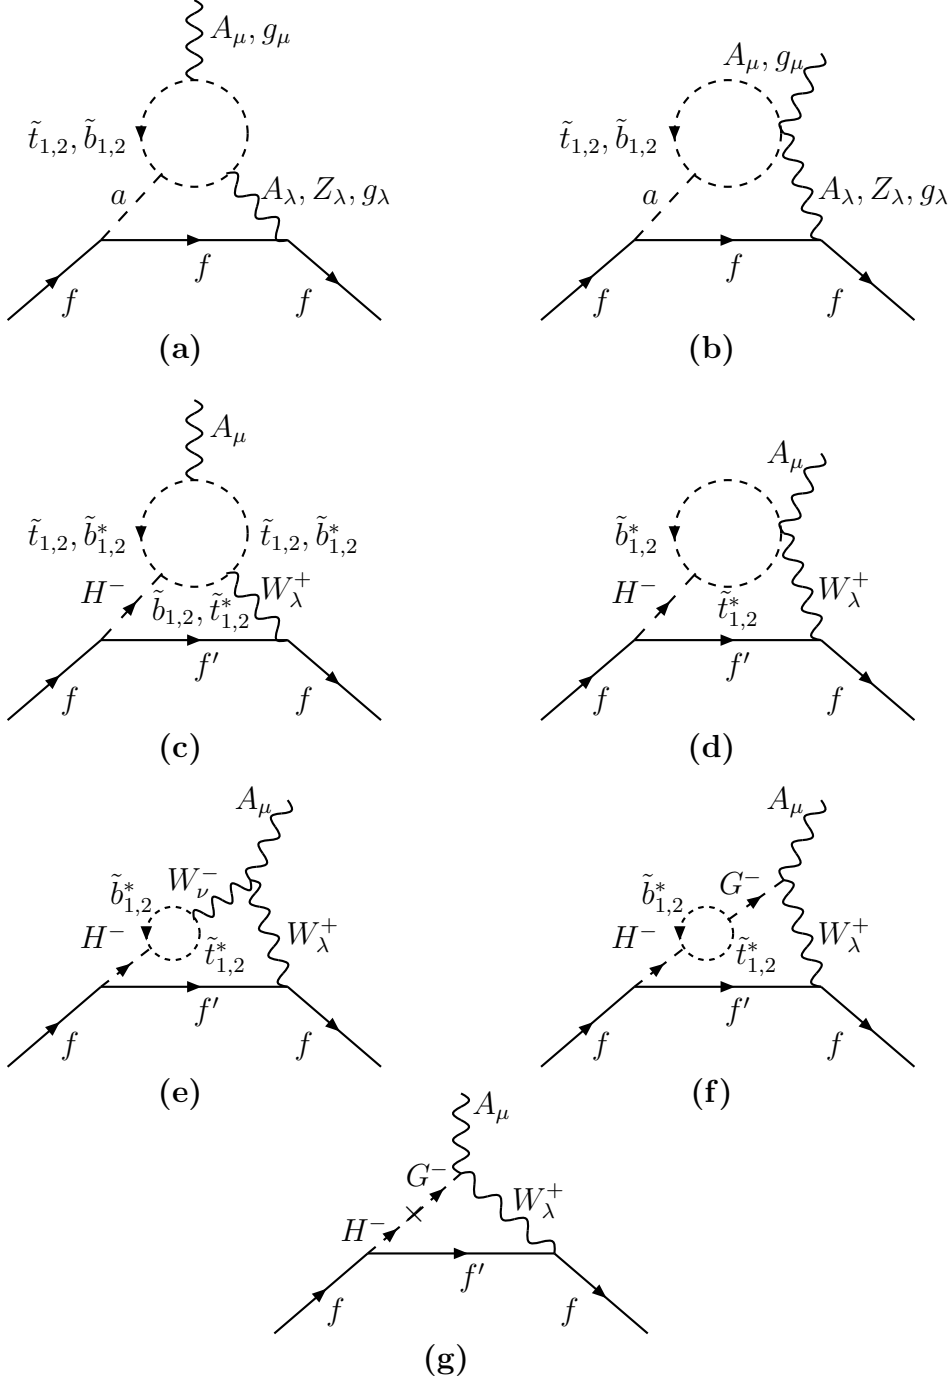 A_μ, g_μ
t̃_{1,2}, b̃_{1,2}
a
A_λ, Z_λ, g_λ
f
f
f
(a)
A_μ, g_μ
t̃_{1,2}, b̃_{1,2}
a
A_λ, Z_λ, g_λ
f
f
f
(b)
A_μ
t̃_{1,2}, b̃*_{1,2}
t̃_{1,2}, b̃*_{1,2}
H⁻
b̃_{1,2}, t̃*_{1,2}
W⁺_λ
f′
f
f
(c)
A_μ
b̃*_{1,2}
H⁻
t̃*_{1,2}
W⁺_λ
f′
f
f
(d)
A_μ
W⁻_ν
b̃*_{1,2}
H⁻
t̃*_{1,2}
W⁺_λ
f′
f
f
(e)
A_μ
G⁻
b̃*_{1,2}
H⁻
t̃*_{1,2}
W⁺_λ
f′
f
f
(f)
A_μ
G⁻
W⁺_λ
H⁻
f′
f
f
(g)